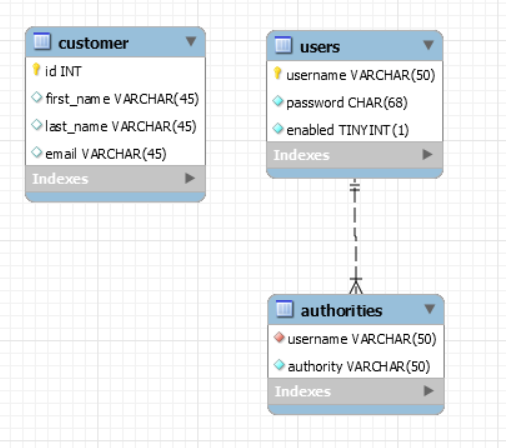 customer
id INT
first_name VARCHAR(45)
last_name VARCHAR(45)
email VARCHAR(45)
Indexes
users
username VARCHAR(50)
password CHAR(68)
enabled TINYINT(1)
Indexes
authorities
username VARCHAR(50)
authority VARCHAR(50)
Indexes